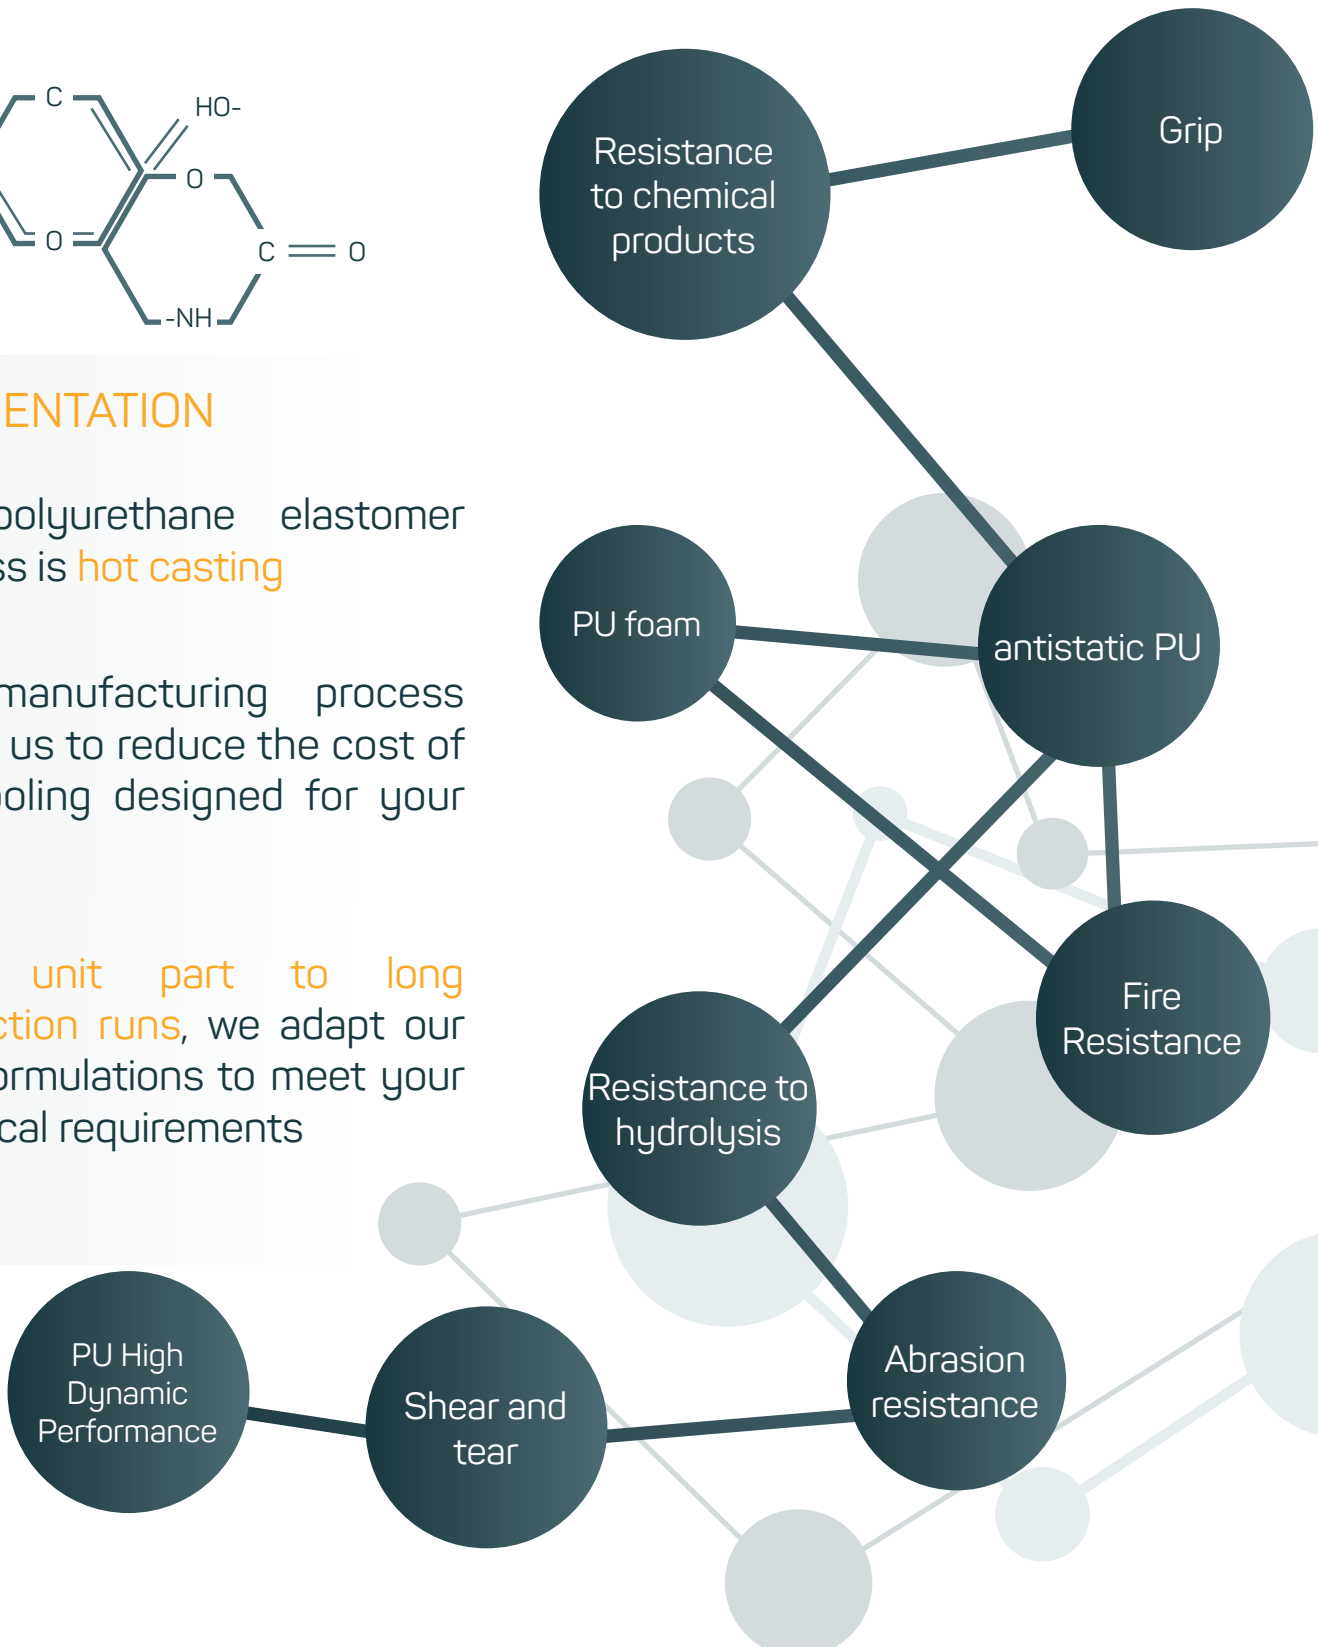 C
HO-
O
O
C
O
-NH
ENTATION
polyurethane elastomer
ss is hot casting
manufacturing process
us to reduce the cost of
ooling designed for your
unit part to long
ction runs, we adapt our
ormulations to meet your
cal requirements
Resistance
to chemical
products
Grip
PU foam
antistatic PU
Fire
Resistance
Resistance to
hydrolysis
PU High
Dynamic
Performance
Shear and
tear
Abrasion
resistance